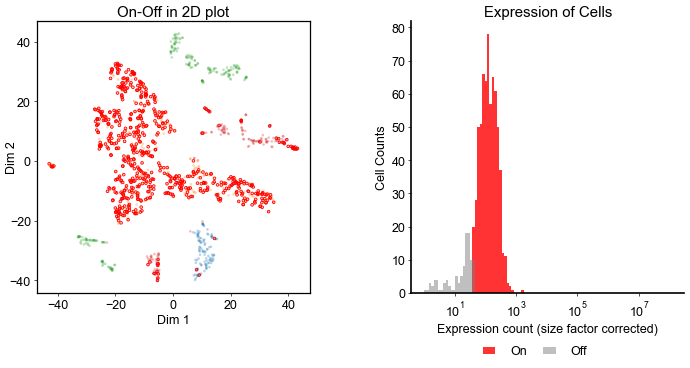 On-Off in 2D plot
40
20
0
−20
−40
Dim 2
−40 −20 0 20 40
Dim 1
Expression of Cells
80
70
60
50
40
30
20
10
0
Cell Counts
10^1 10^3 10^5 10^7
Expression count (size factor corrected)
On Off